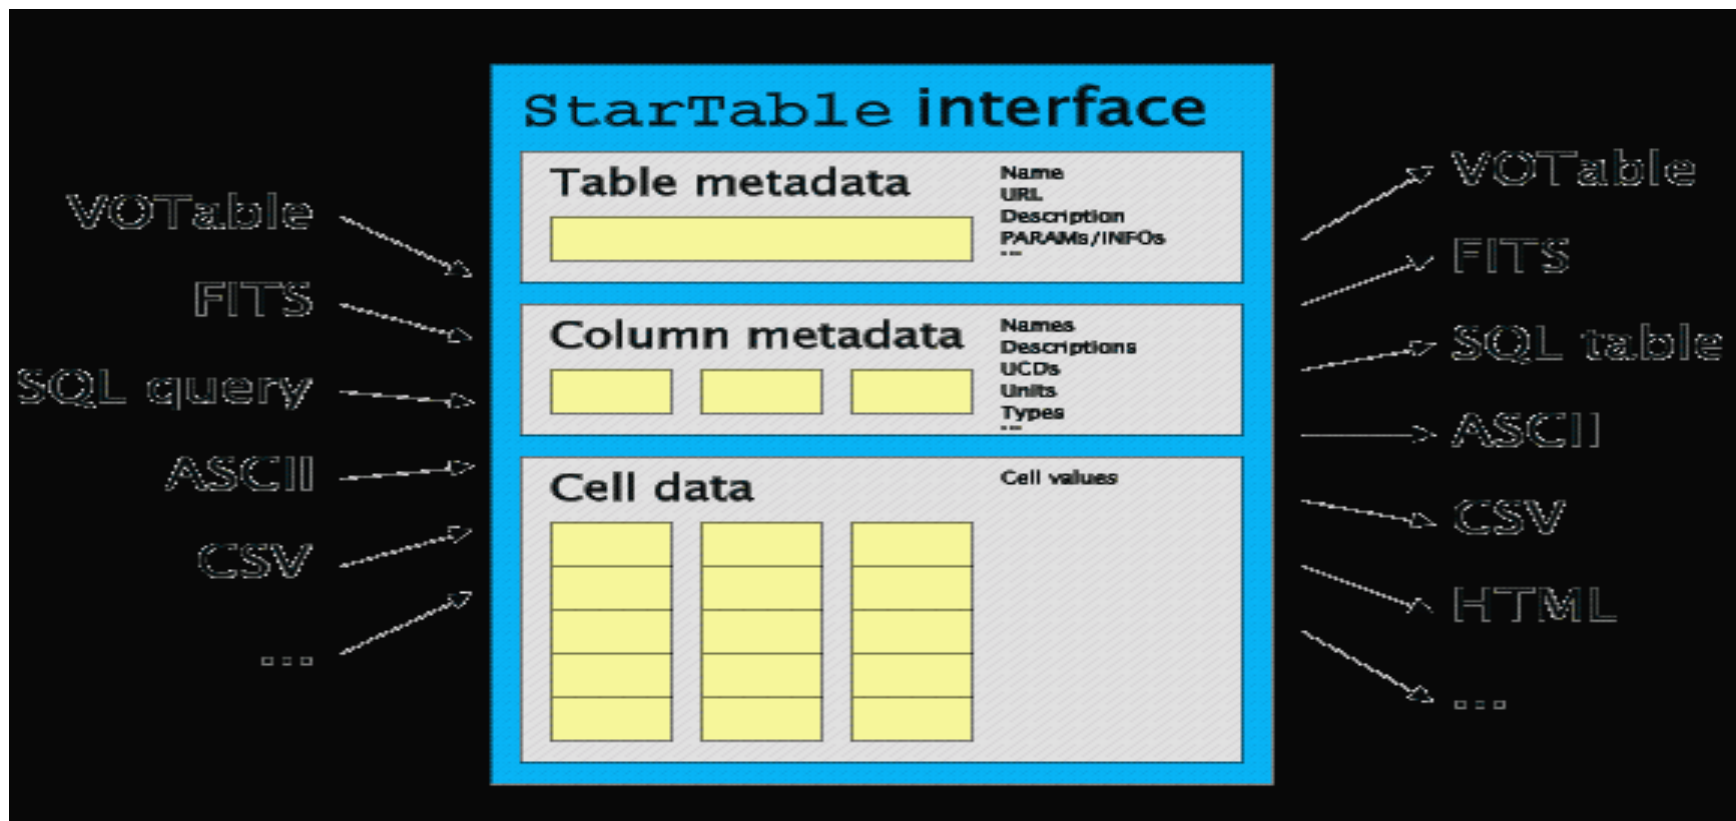 StarTable interface
VOTable
FITS
SQL query
ASCII
CSV
...
Table metadata
Name
URL
Description
PARAMs/INFOs
...
Column metadata
Names
Descriptions
UCDs
Units
Types
...
Cell data
Cell values
VOTable
FITS
SQL table
ASCII
CSV
HTML
...